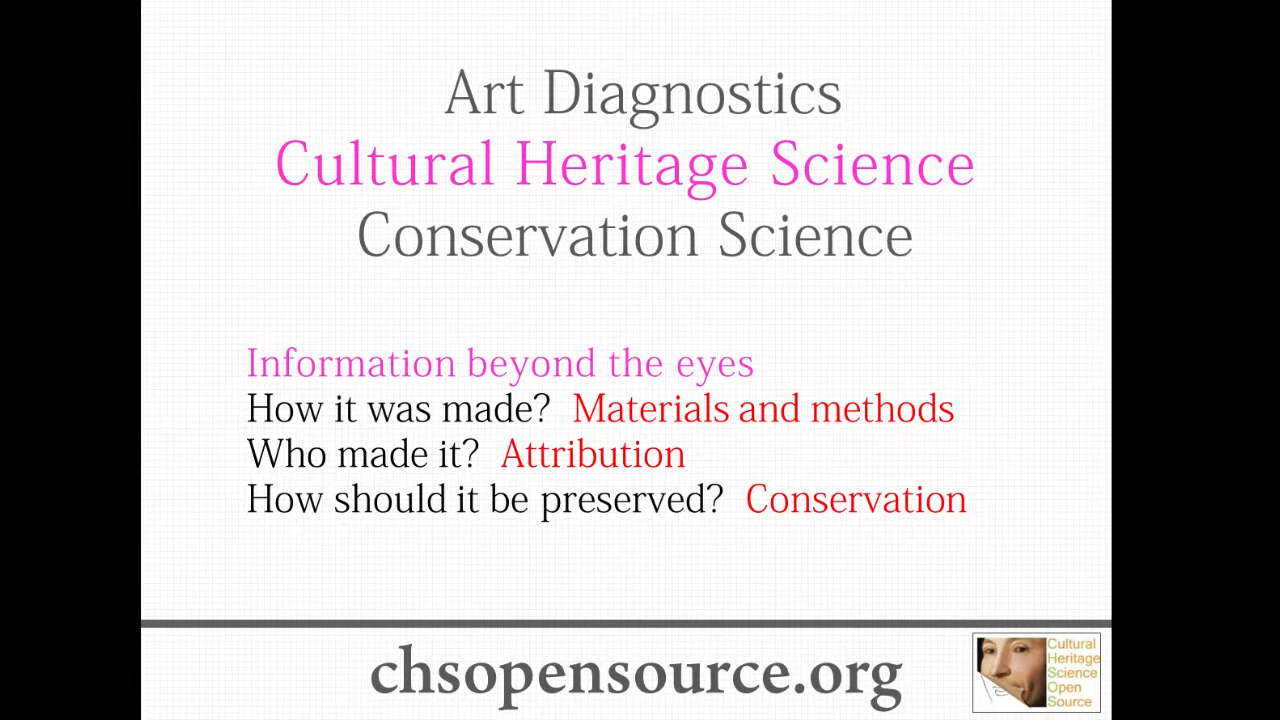 Art Diagnostics
Cultural Heritage Science
Conservation Science
Information beyond the eyes
How it was made? Materials and methods
Who made it? Attribution
How should it be preserved? Conservation
chsopensource.org
Cultural
Heritage
Science
Open
Source